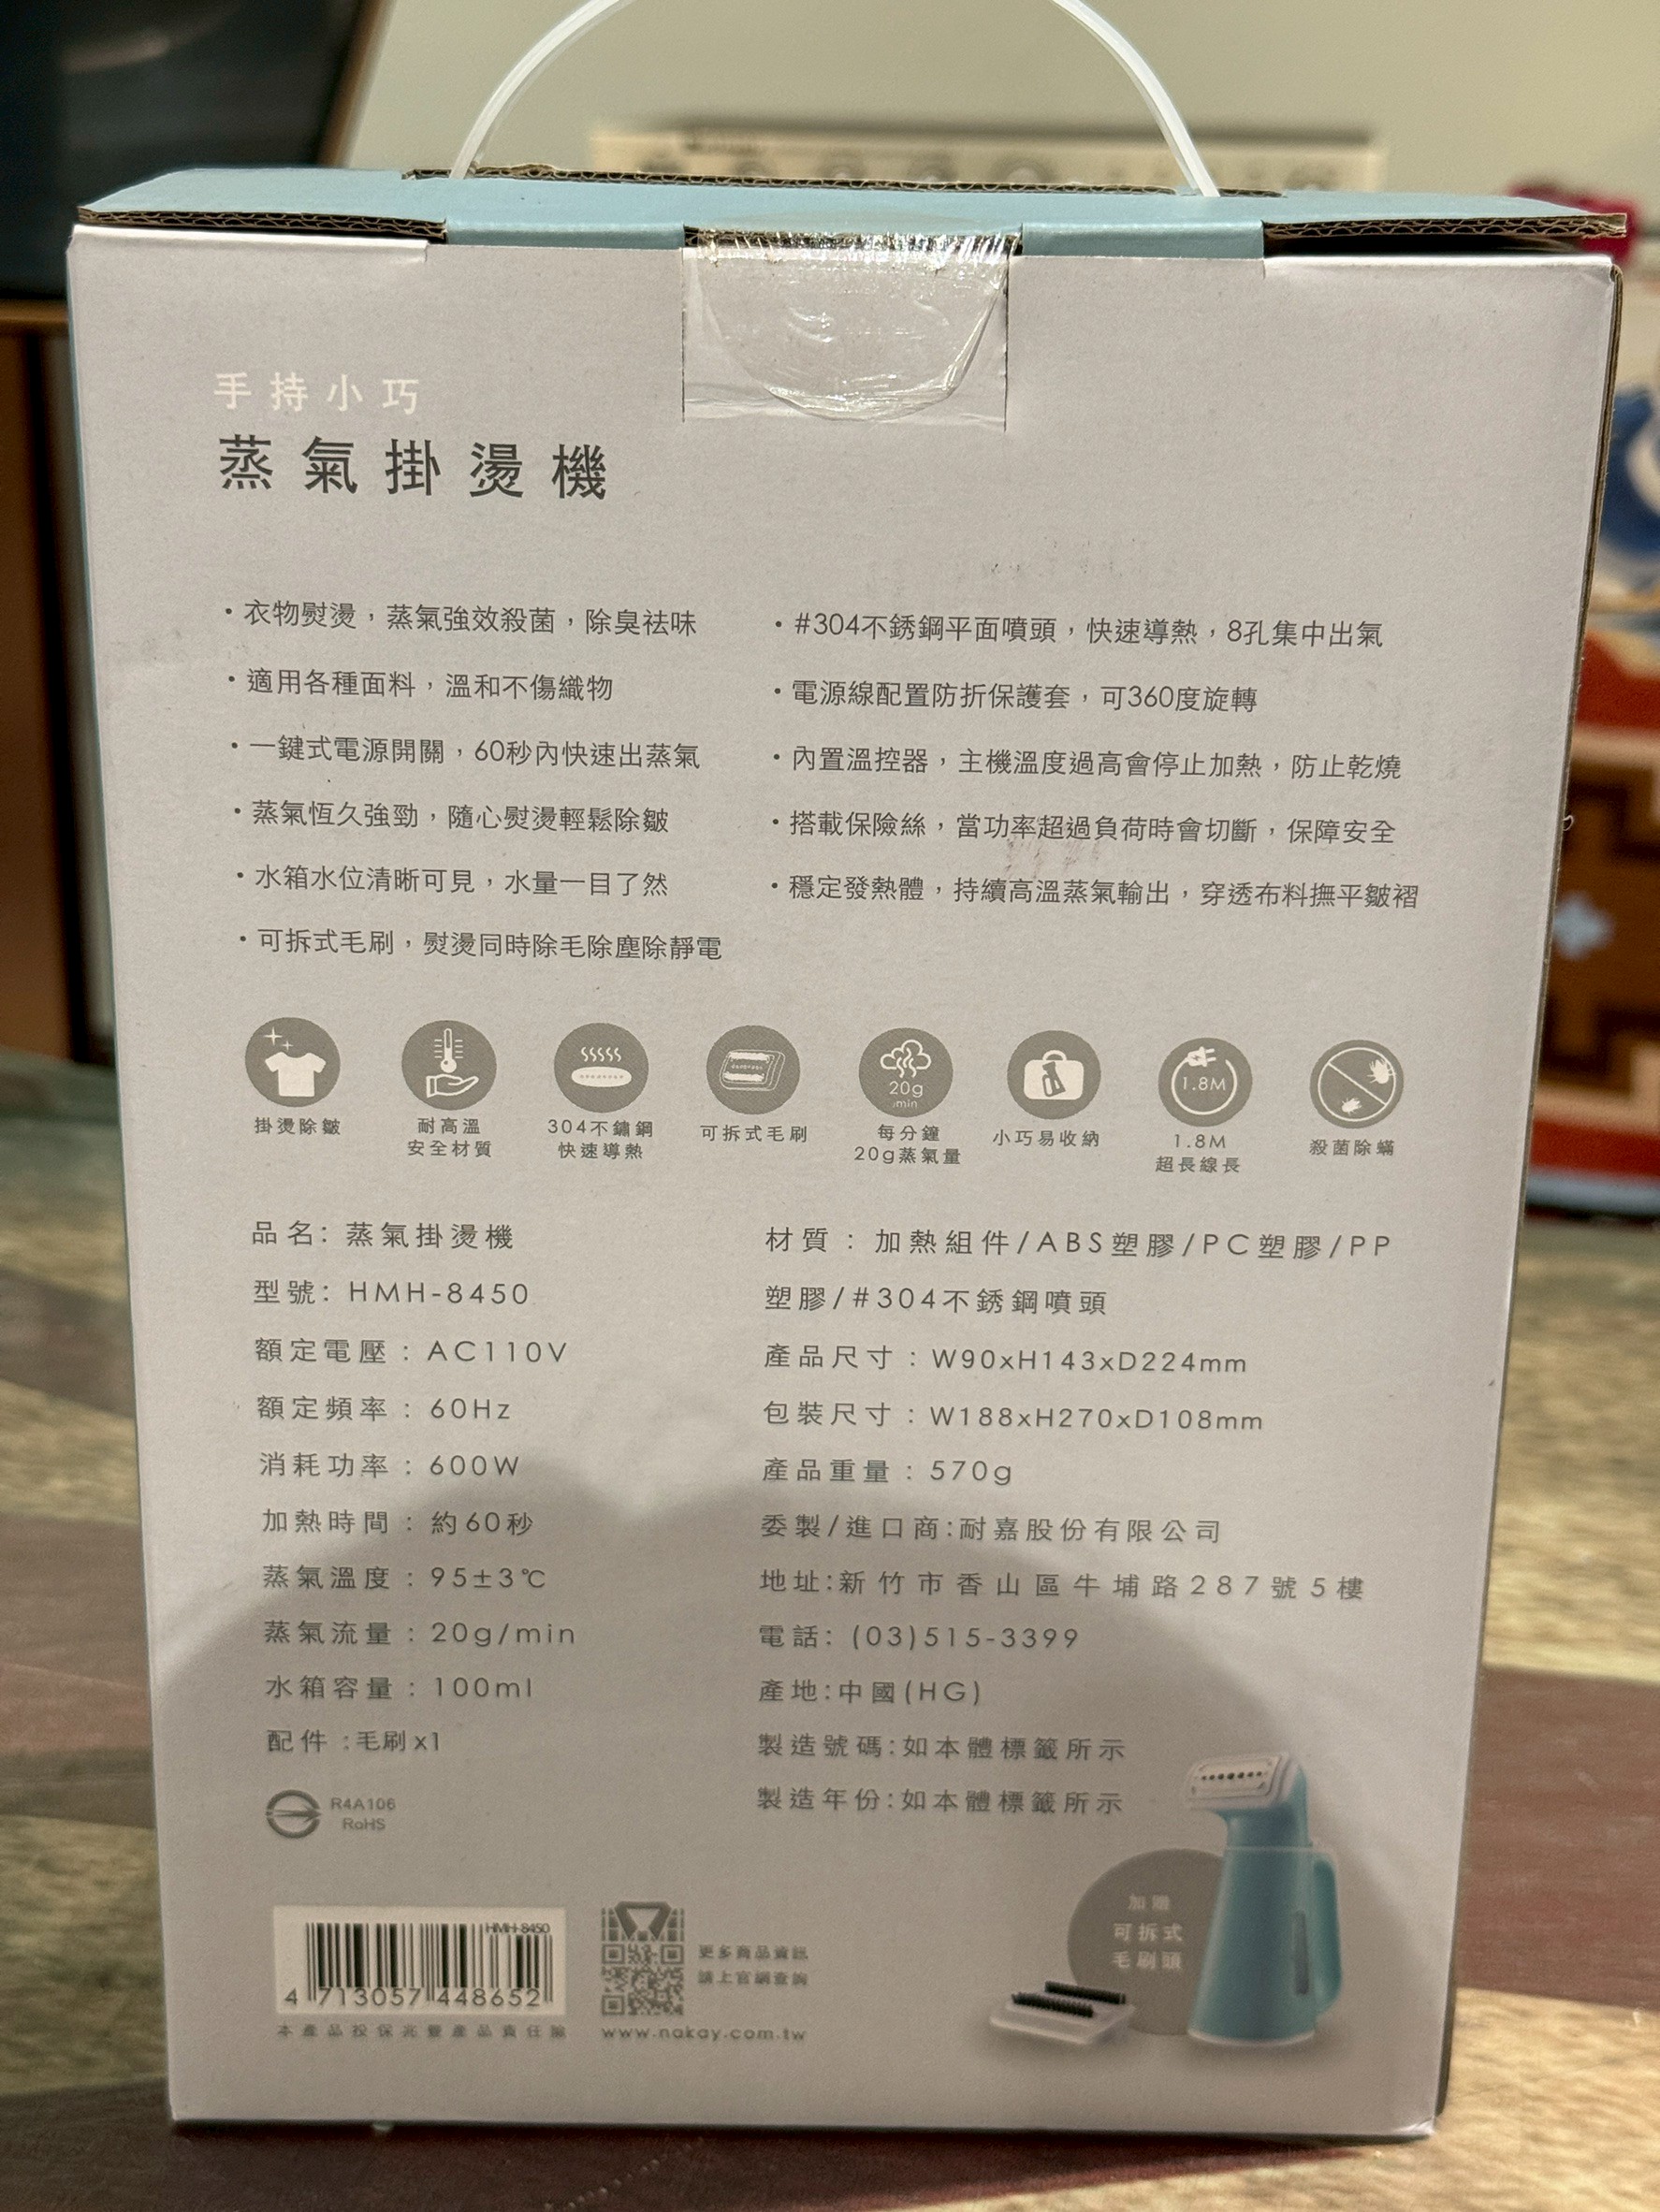 手持小巧
蒸氣掛燙機
・衣物熨燙，蒸氣強效殺菌，除臭祛味
・適用各種面料，溫和不傷織物
・一鍵式電源開關，60秒內快速出蒸氣
・蒸氣恆久強勁，隨心熨燙輕鬆除皺
・水箱水位清晰可見，水量一目了然
・可拆式毛刷，熨燙同時除毛除塵除靜電
・#304不銹鋼平面噴頭，快速導熱，8孔集中出氣
・電源線配置防折保護套，可360度旋轉
・內置溫控器，主機溫度過高會停止加熱，防止乾燒
・搭載保險絲，當功率超過負荷時會切斷，保障安全
・穩定發熱體，持續高溫蒸氣輸出，穿透布料撫平皺褶
20g
min
1.8M
掛燙除皺
耐高溫
安全材質
304不鏽鋼
快速導熱
可拆式毛刷
每分鐘
20g蒸氣量
小巧易收納
1.8M
超長線長
殺菌除蟎
品名: 蒸氣掛燙機
型號: HMH-8450
額定電壓 : AC110V
額定頻率 : 60Hz
消耗功率 : 600W
加熱時間 : 約60秒
蒸氣溫度 : 95±3℃
蒸氣流量 : 20g/min
水箱容量 : 100ml
配件 :毛刷x1
材質 : 加熱組件/ABS塑膠/PC塑膠/PP
塑膠/#304不銹鋼噴頭
產品尺寸 : W90xH143xD224mm
包裝尺寸 : W188xH270xD108mm
產品重量 : 570g
委製/進口商:耐嘉股份有限公司
地址:新竹市香山區牛埔路287號5樓
電話: (03)515-3399
產地:中國(HG)
製造號碼:如本體標籤所示
製造年份:如本體標籤所示
R4A106
RoHS
HMH-8450
4 713057 448652
本產品投保兆豐產品責任險
更多商品資訊
請上官網查詢
www.nakay.com.tw
加贈
可拆式
毛刷頭